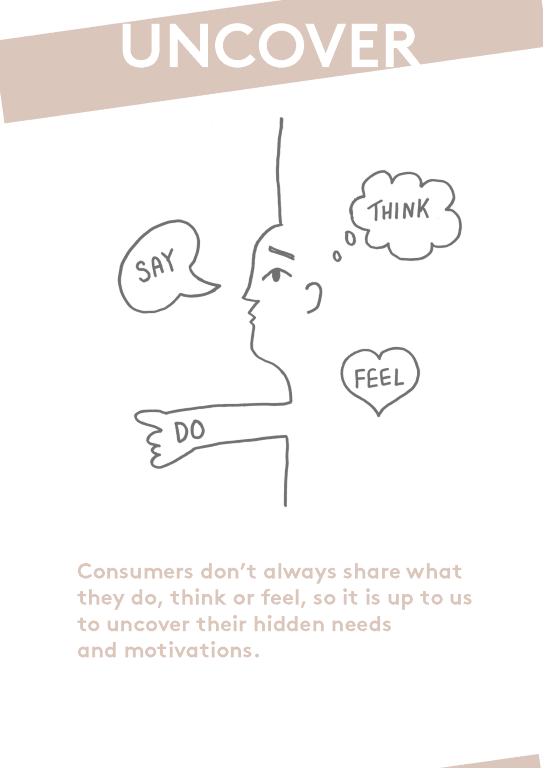 UNCOVER
THINK
SAY
FEEL
DO
Consumers don’t always share what
they do, think or feel, so it is up to us
to uncover their hidden needs
and motivations.